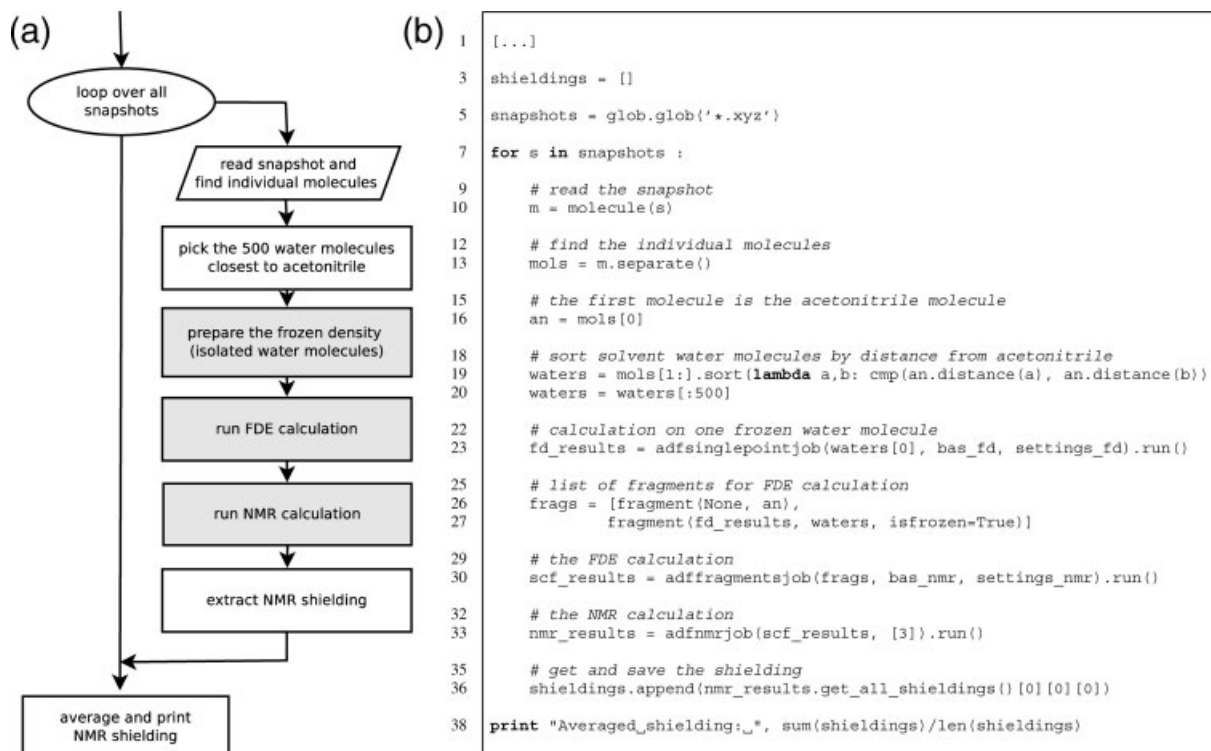 (a)
loop over all
snapshots
read snapshot and
find individual molecules
pick the 500 water molecules
closest to acetonitrile
prepare the frozen density
(isolated water molecules)
run FDE calculation
run NMR calculation
extract NMR shielding
average and print
NMR shielding
(b)
1 [...]
3 shieldings = []
5 snapshots = glob.glob('*.xyz')
7 for s in snapshots :
9 # read the snapshot
10 m = molecule(s)
12 # find the individual molecules
13 mols = m.separate()
15 # the first molecule is the acetonitrile molecule
16 an = mols[0]
18 # sort solvent water molecules by distance from acetonitrile
19 waters = mols[1:].sort(lambda a,b: cmp(an.distance(a), an.distance(b))
20 waters = waters[:500]
22 # calculation on one frozen water molecule
23 fd_results = adfsinglepointjob(waters[0], bas_fd, settings_fd).run()
25 # list of fragments for FDE calculation
26 frags = [fragment(None, an),
27 fragment(fd_results, waters, isfrozen=True)]
29 # the FDE calculation
30 scf_results = adffragmentsjob(frags, bas_nmr, settings_nmr).run()
32 # the NMR calculation
33 nmr_results = adfnmrjob(scf_results, [3]).run()
35 # get and save the shielding
36 shieldings.append(nmr_results.get_all_shieldings()[0][0][0])
38 print "Averaged␣shielding:␣", sum(shieldings)/len(shieldings)